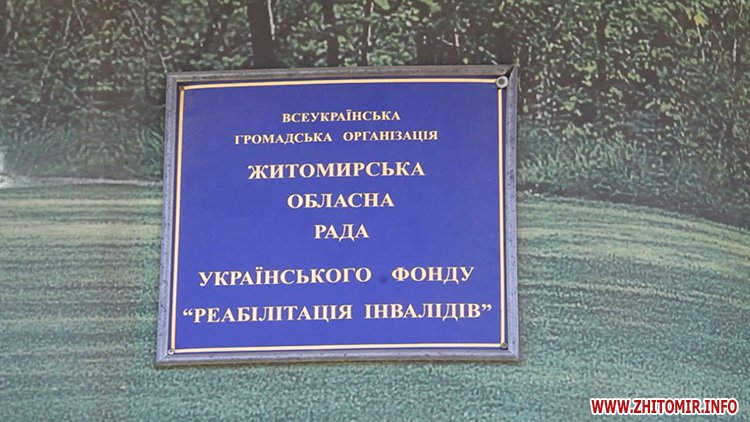 ВСЕУКРАЇНСЬКА
ГРОМАДСЬКА ОРГАНІЗАЦІЯ
ЖИТОМИРСЬКА
ОБЛАСНА
РАДА
УКРАЇНСЬКОГО ФОНДУ
“РЕАБІЛІТАЦІЯ ІНВАЛІДІВ”
WWW.ZHITOMIR.INFO